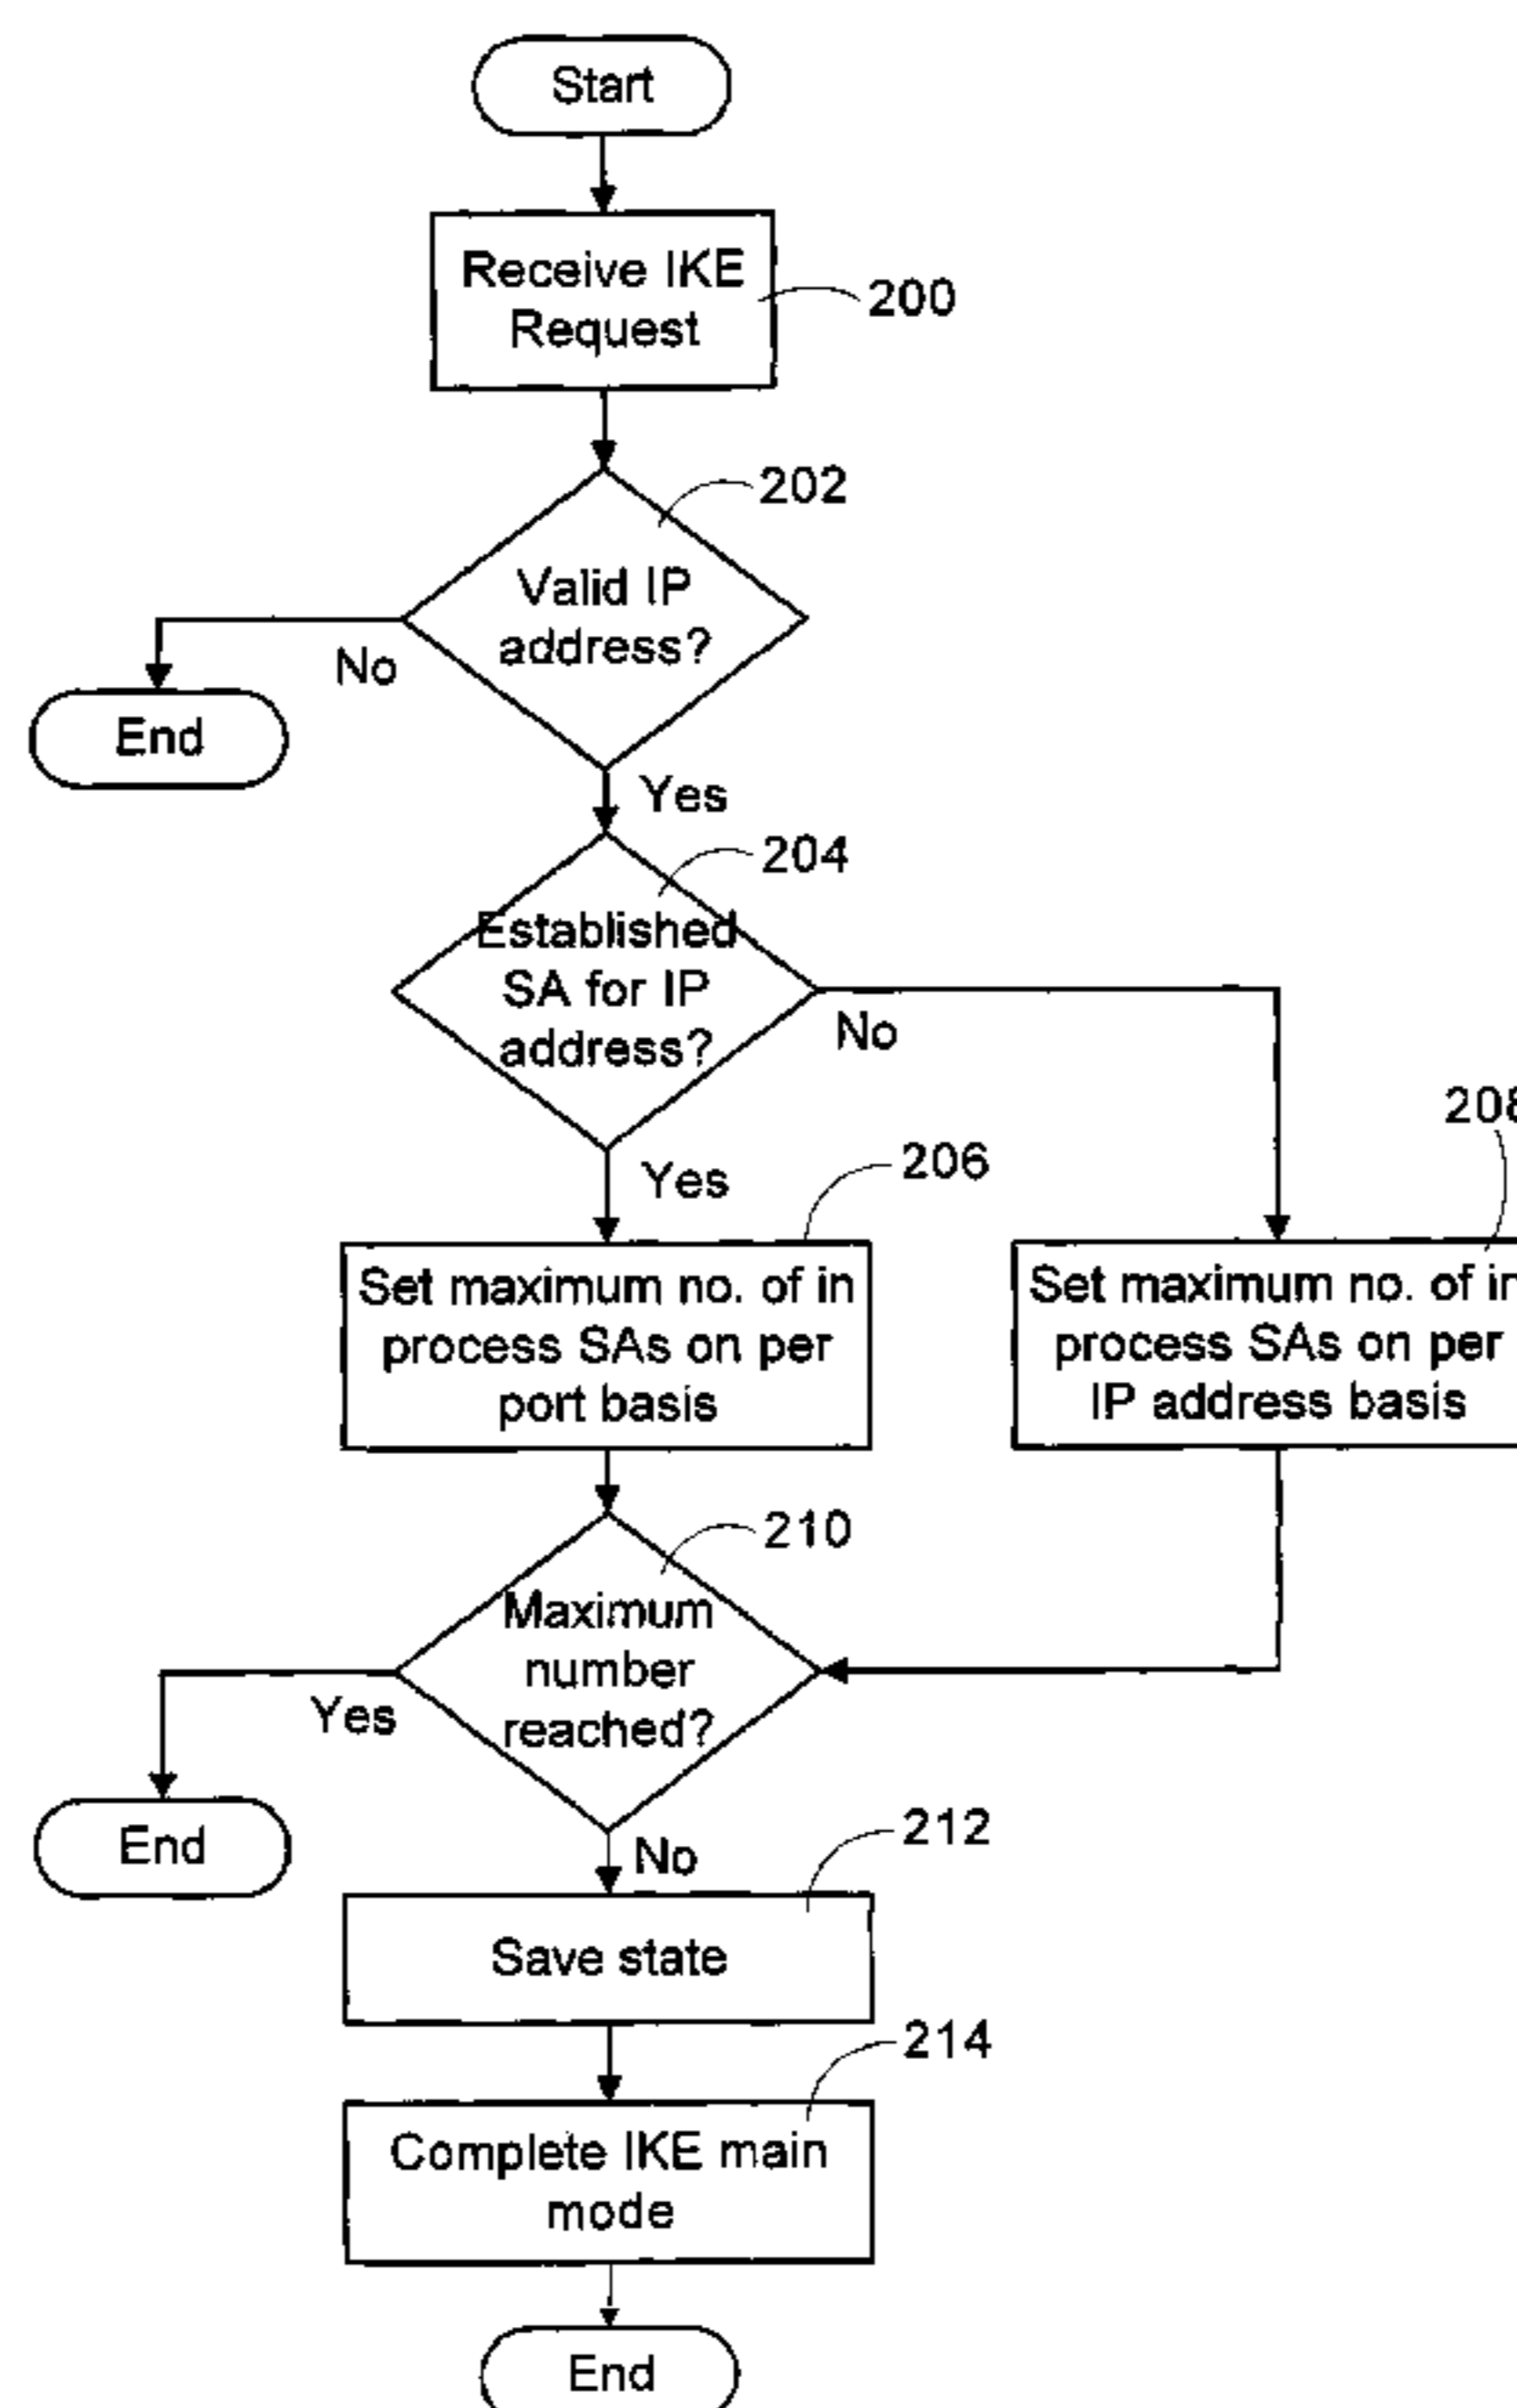 Start
Receive IKE
Request
200
202
Valid IP
address?
No
End
Yes
204
Established
SA for IP
address?
No
Yes
206
208
Set maximum no. of in
process SAs on per
port basis
Set maximum no. of in
process SAs on per
IP address basis
210
Maximum
number
reached?
Yes
End
No
212
Save state
214
Complete IKE main
mode
End